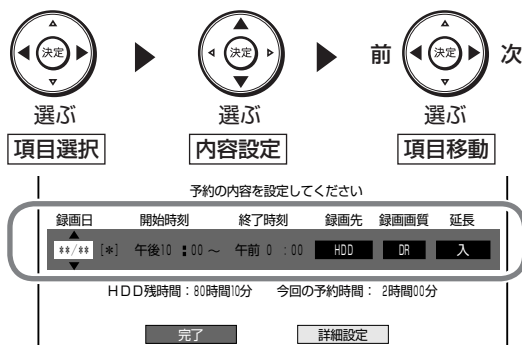 決定 決定 前 決定 次
選ぶ 選ぶ 選ぶ
項目選択 内容設定 項目移動
予約の内容を設定してください
録画日 開始時刻 終了時刻 録画先 録画画質 延長
**/** [*] 午後10:00～ 午前 0:00 HDD DR 入
HDD残時間：80時間10分 今回の予約時間： 2時間00分
完了 詳細設定